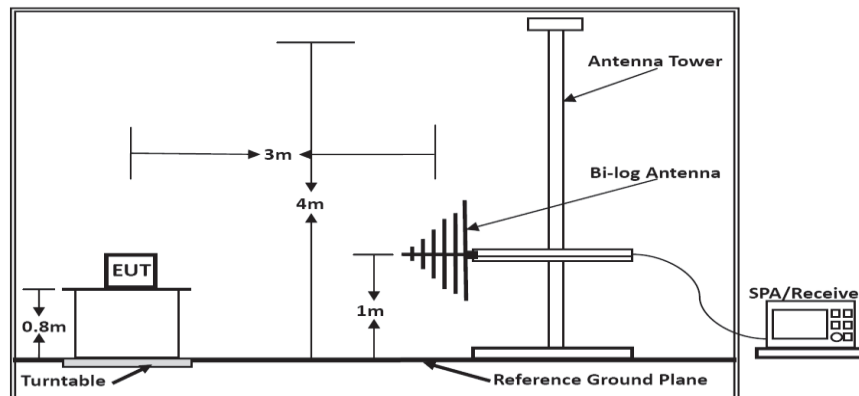 Antenna Tower
3m
Bi-log Antenna
4m
EUT
1m
0.8m
SPA/Receive
Turntable
Reference Ground Plane